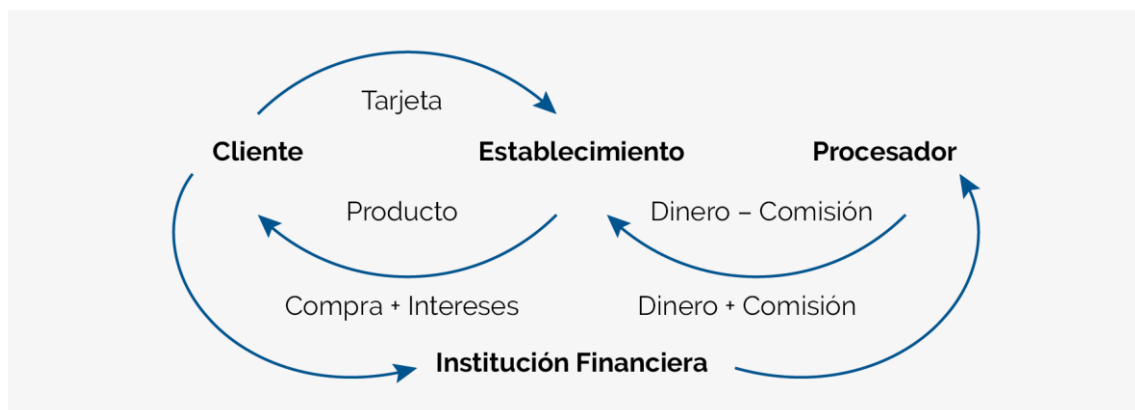 Tarjeta
Cliente
Establecimiento
Procesador
Producto
Dinero – Comisión
Compra + Intereses
Dinero + Comisión
Institución Financiera